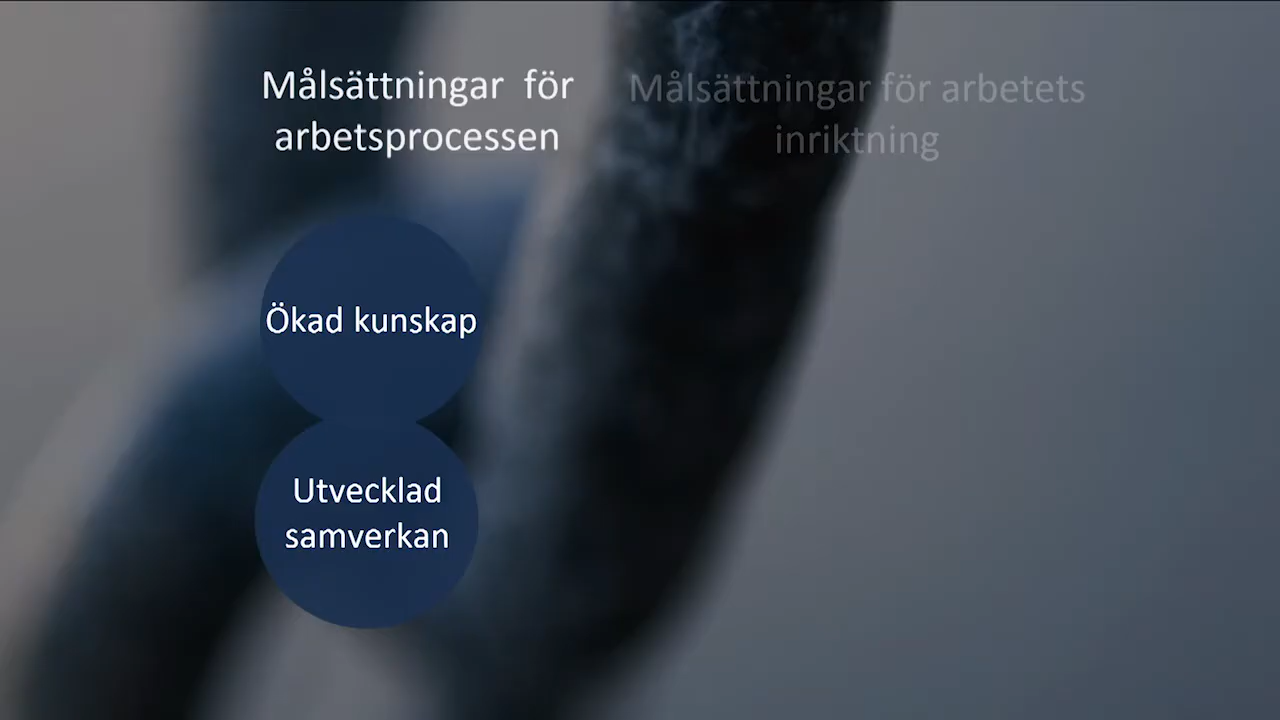 Målsättningar för
arbetsprocessen
Målsättningar för arbetets
inriktning
Ökad kunskap
Utvecklad
samverkan